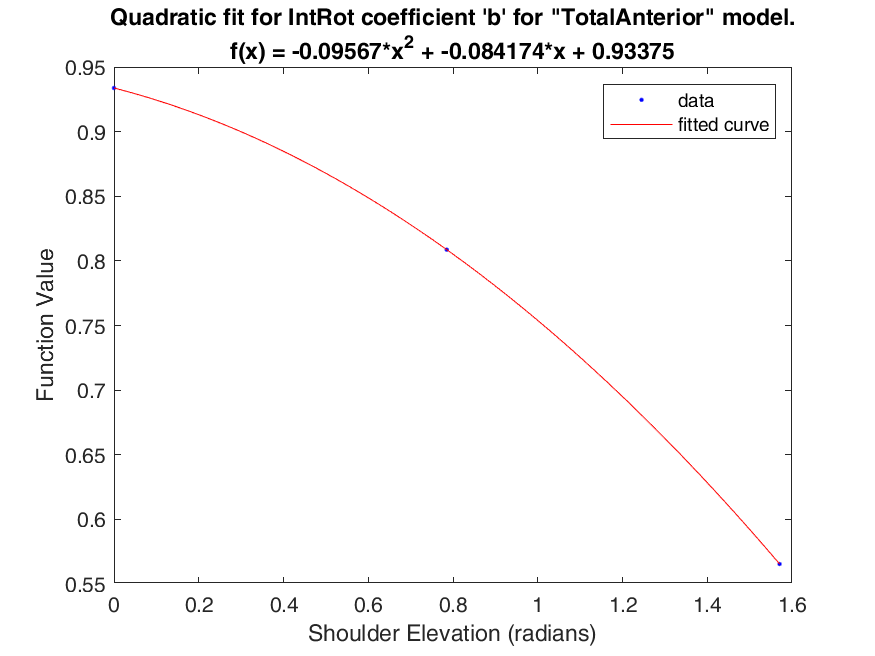 Quadratic fit for IntRot coefficient 'b' for "TotalAnterior" model.
f(x) = -0.09567*x² + -0.084174*x + 0.93375
0.95
0.9
0.85
0.8
0.75
0.7
0.65
0.6
0.55
Function Value
data
fitted curve
0 0.2 0.4 0.6 0.8 1 1.2 1.4 1.6
Shoulder Elevation (radians)